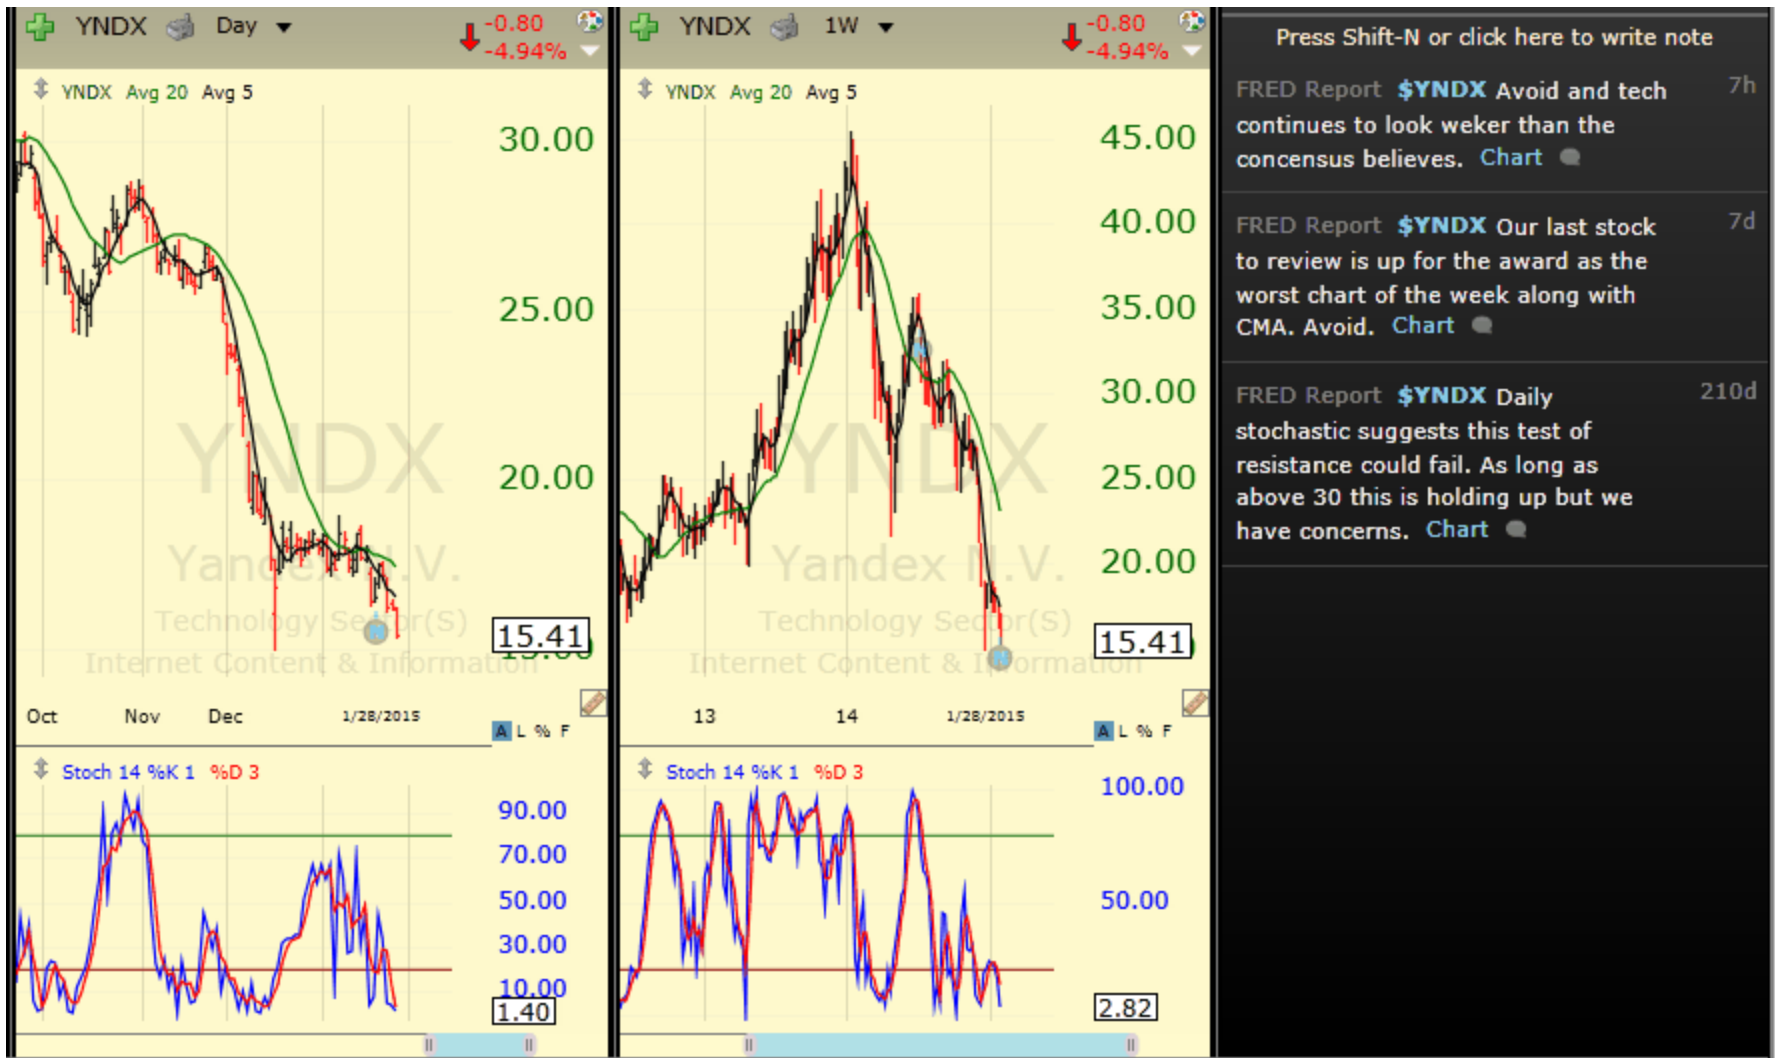 YNDX Day
-0.80
-4.94%
YNDX Avg 20 Avg 5
30.00
25.00
20.00
15.00
15.41
YNDX
Yandex N.V.
Technology Sector(S)
Internet Content & Information
Oct Nov Dec 1/28/2015
A L % F
Stoch 14 %K 1 %D 3
90.00
70.00
50.00
30.00
10.00
1.40
YNDX 1W
-0.80
-4.94%
YNDX Avg 20 Avg 5
45.00
40.00
35.00
30.00
25.00
20.00
15.41
YNDX
Yandex N.V.
Technology Sector(S)
Internet Content & Information
13 14 1/28/2015
A L % F
Stoch 14 %K 1 %D 3
100.00
50.00
2.82
Press Shift-N or click here to write note
FRED Report $YNDX Avoid and tech 7h
continues to look weker than the
concensus believes. Chart
FRED Report $YNDX Our last stock 7d
to review is up for the award as the
worst chart of the week along with
CMA. Avoid. Chart
FRED Report $YNDX Daily 210d
stochastic suggests this test of
resistance could fail. As long as
above 30 this is holding up but we
have concerns. Chart